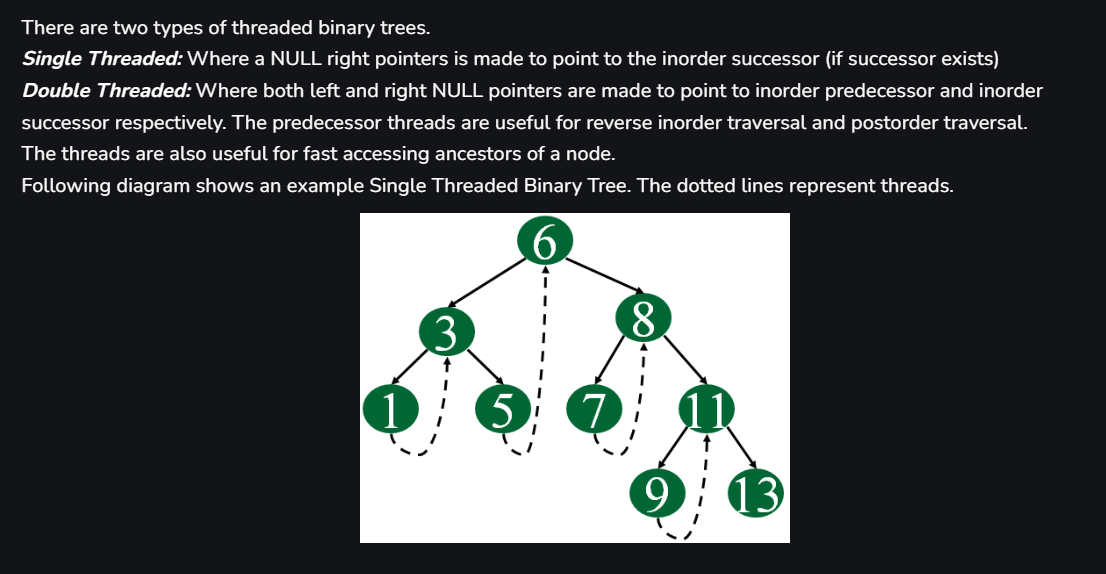 There are two types of threaded binary trees.
Single Threaded: Where a NULL right pointers is made to point to the inorder successor (if successor exists)
Double Threaded: Where both left and right NULL pointers are made to point to inorder predecessor and inorder
successor respectively. The predecessor threads are useful for reverse inorder traversal and postorder traversal.
The threads are also useful for fast accessing ancestors of a node.
Following diagram shows an example Single Threaded Binary Tree. The dotted lines represent threads.
6
3 8
1 5 7 11
9 13